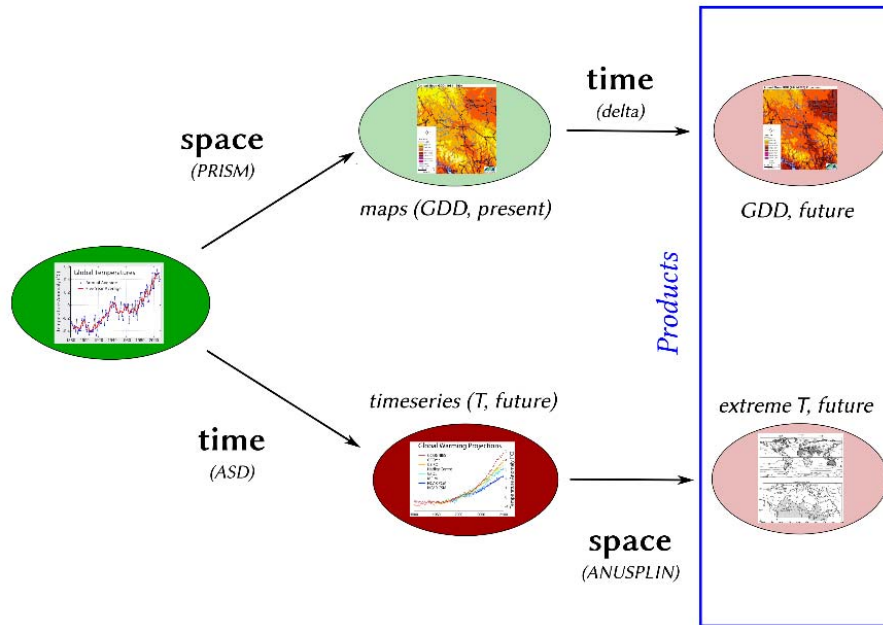 time
(delta)
space
(PRISM)
maps (GDD, present)
GDD, future
Products
Global Temperatures
timeseries (T, future)
extreme T, future
time
(ASD)
Global Warming Projections
space
(ANUSPLIN)